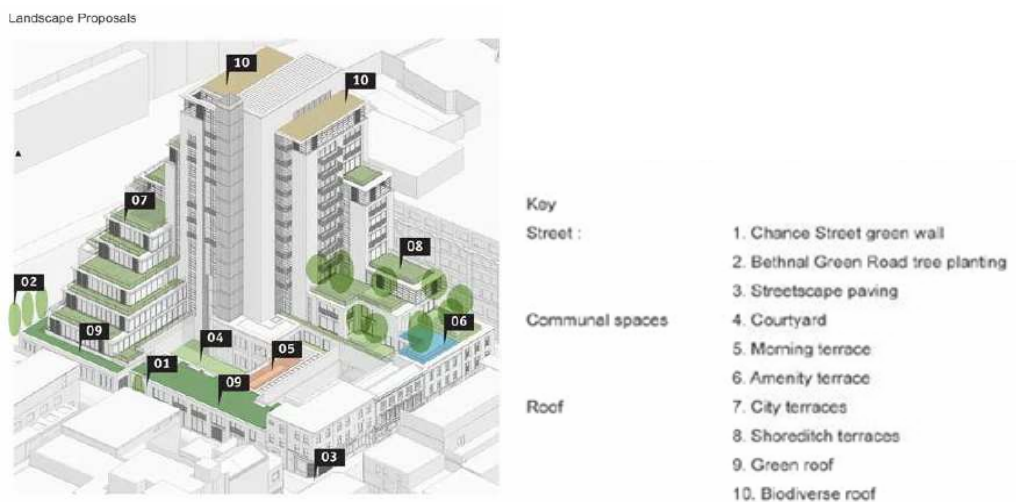 Landscape Proposals
10
10
07
08
02
09
04
05
06
01
09
03
Key
Street :
1. Chance Street green wall
2. Bethnal Green Road tree planting
3. Streetscape paving
Communal spaces
4. Courtyard
5. Morning terrace
6. Amenity terrace
Roof
7. City terraces
8. Shoreditch terraces
9. Green roof
10. Biodiverse roof